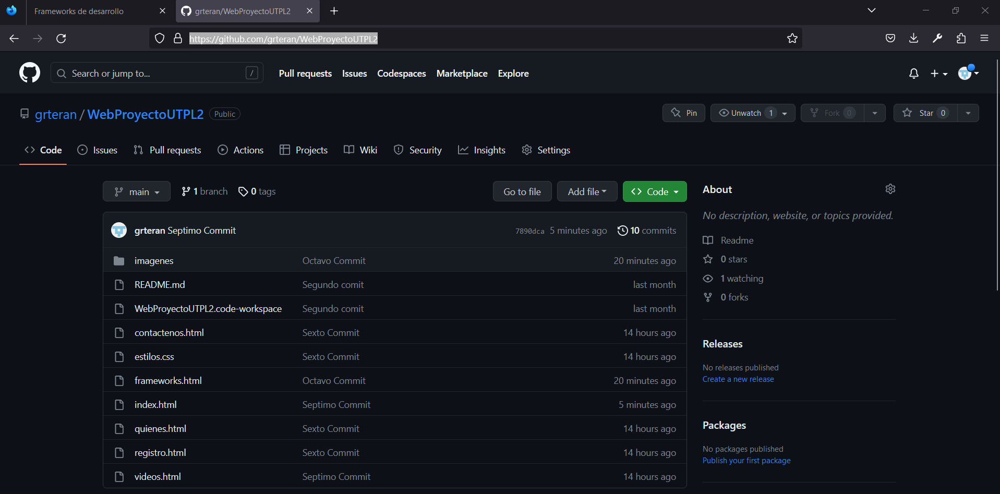 Frameworks de desarrollo
grteran/WebProyectoUTPL2
https://github.com/grteran/WebProyectoUTPL2
Search or jump to... / Pull requests Issues Codespaces Marketplace Explore
grteran / WebProyectoUTPL2 Public Pin Unwatch 1 Fork 0 Star 0
Code Issues Pull requests Actions Projects Wiki Security Insights Settings
main 1 branch 0 tags Go to file Add file Code
grteran Septimo Commit 7890dca 5 minutes ago 10 commits
imagenes Octavo Commit 20 minutes ago
README.md Segundo comit last month
WebProyectoUTPL2.code-workspace Segundo comit last month
contactenos.html Sexto Commit 14 hours ago
estilos.css Sexto Commit 14 hours ago
frameworks.html Octavo Commit 20 minutes ago
index.html Septimo Commit 5 minutes ago
quienes.html Sexto Commit 14 hours ago
registro.html Sexto Commit 14 hours ago
videos.html Septimo Commit 14 hours ago
About
No description, website, or topics provided.
Readme
0 stars
1 watching
0 forks
Releases
No releases published
Create a new release
Packages
No packages published
Publish your first package